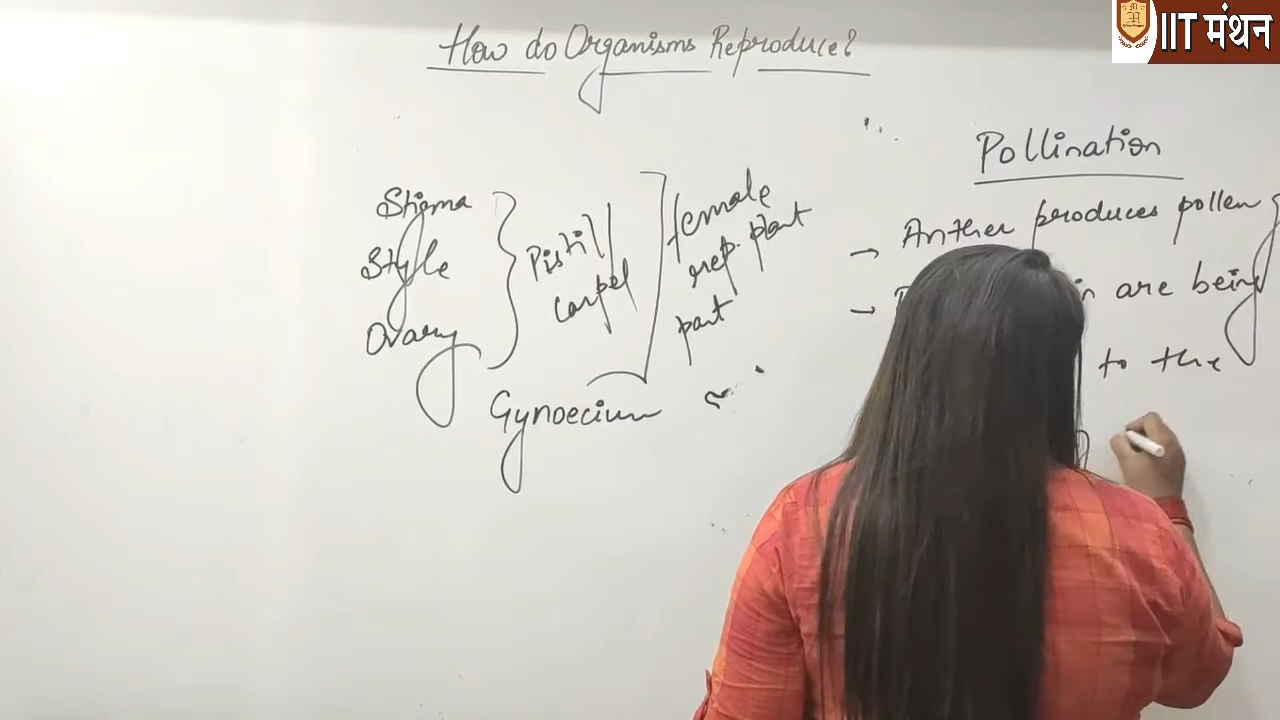 IIT मंथन
How do Organisms Reproduce?
Stigma
Style
Ovary
Pistil/
carpel
Gynoecium
female
rep. plant
part
Pollination
→ Anther produces pollen
→ are being
to the